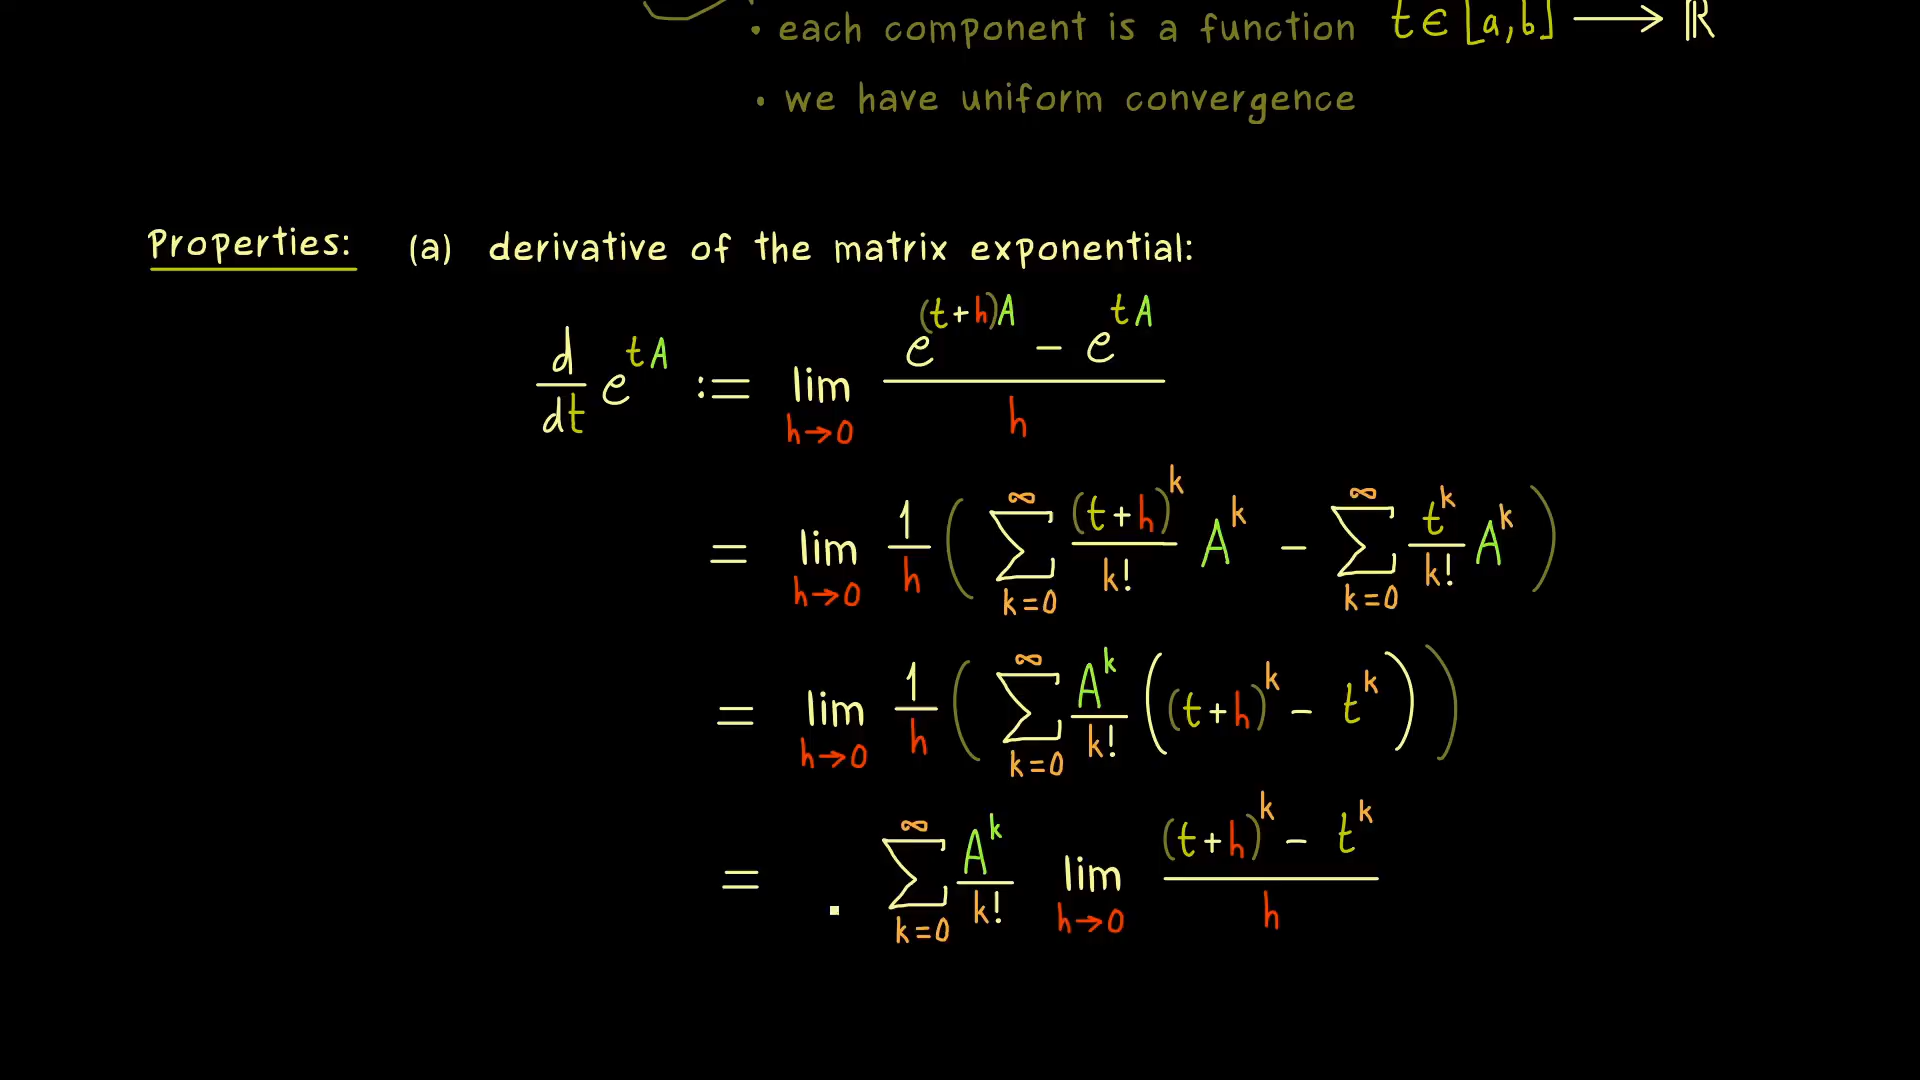 • each component is a function t ∈ [a,b] ⟶ ℝ
• we have uniform convergence
Properties: (a) derivative of the matrix exponential:
d/dt e^{tA} := lim_{h→0} (e^{(t+h)A} − e^{tA}) / h
= lim_{h→0} 1/h ( ∑_{k=0}^{∞} (t+h)^k / k! A^k − ∑_{k=0}^{∞} t^k / k! A^k )
= lim_{h→0} 1/h ( ∑_{k=0}^{∞} A^k / k! ( (t+h)^k − t^k ) )
= ∑_{k=0}^{∞} A^k / k! lim_{h→0} ((t+h)^k − t^k) / h